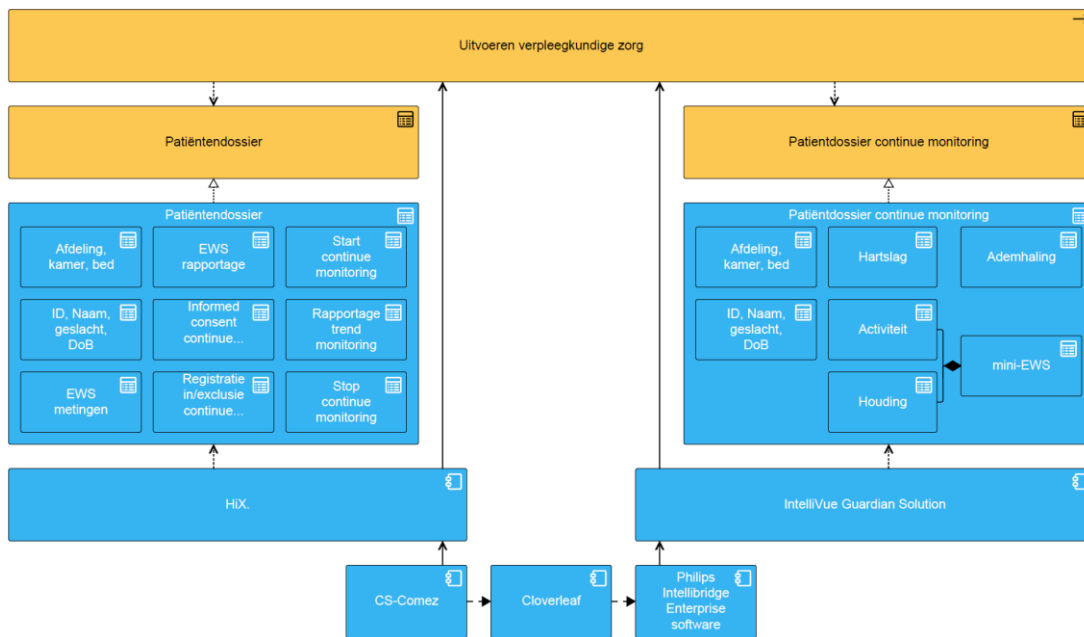 Uitvoeren verpleegkundige zorg
Patiëntendossier
Patientdossier continue monitoring
Patiëntendossier
Afdeling,
kamer, bed
EWS
rapportage
Start
continue
monitoring
ID, Naam,
geslacht,
DoB
Informed
consent
continue...
Rapportage
trend
monitoring
EWS
metingen
Registratie
in/exclusie
continue...
Stop
continue
monitoring
Patiëntdossier continue monitoring
Afdeling,
kamer, bed
Hartslag
Ademhaling
ID, Naam,
geslacht,
DoB
Activiteit
mini-EWS
Houding
HiX.
IntelliVue Guardian Solution
CS-Comez
Cloverleaf
Philips
Intellibridge
Enterprise
software